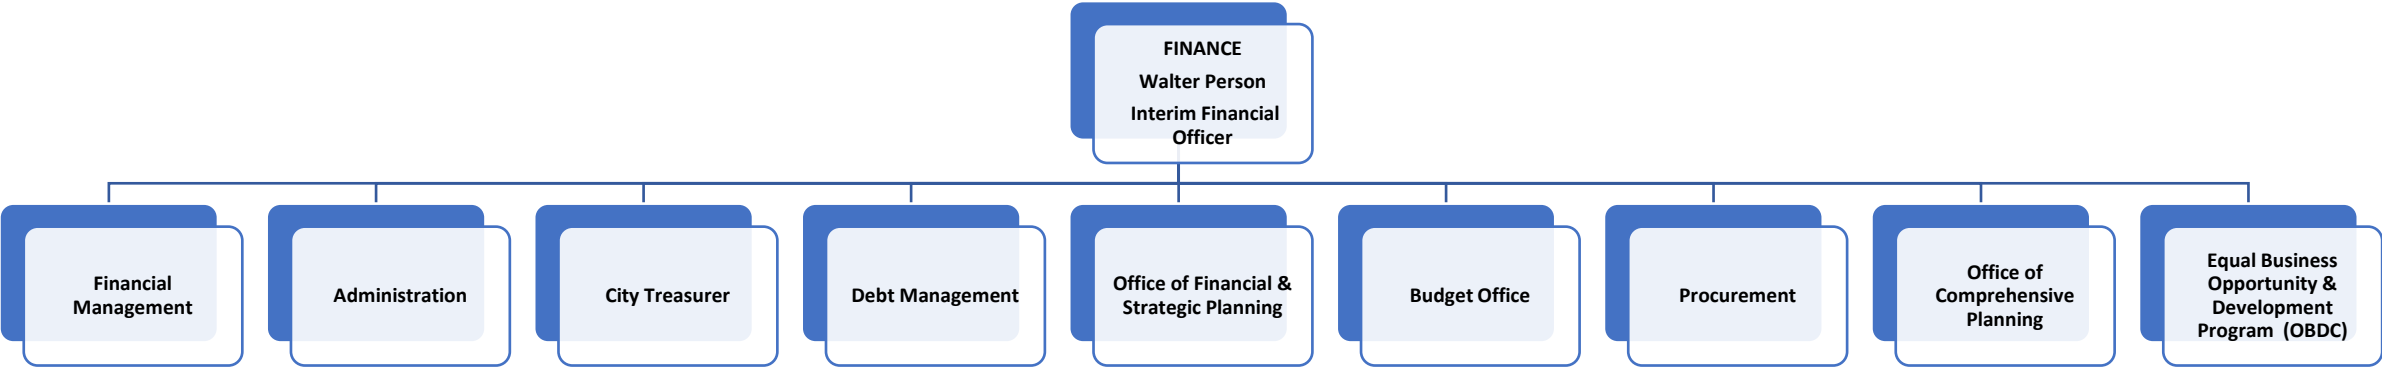 FINANCE
Walter Person
Interim Financial
Officer
Financial
Management
Administration
City Treasurer
Debt Management
Office of Financial &
Strategic Planning
Budget Office
Procurement
Office of
Comprehensive
Planning
Equal Business
Opportunity &
Development
Program (OBDC)